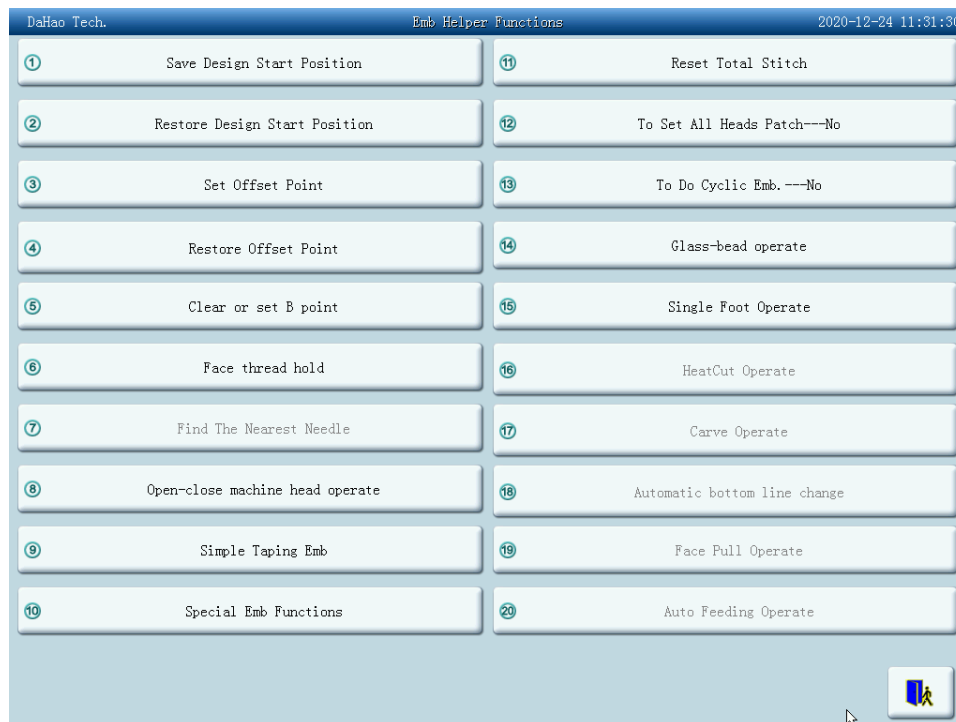 DaHao Tech. Emb Helper Functions 2020-12-24 11:31:30
① Save Design Start Position
② Restore Design Start Position
③ Set Offset Point
④ Restore Offset Point
⑤ Clear or set B point
⑥ Face thread hold
⑦ Find The Nearest Needle
⑧ Open-close machine head operate
⑨ Simple Taping Emb
⑩ Special Emb Functions
⑪ Reset Total Stitch
⑫ To Set All Heads Patch---No
⑬ To Do Cyclic Emb.---No
⑭ Glass-bead operate
⑮ Single Foot Operate
⑯ HeatCut Operate
⑰ Carve Operate
⑱ Automatic bottom line change
⑲ Face Pull Operate
⑳ Auto Feeding Operate